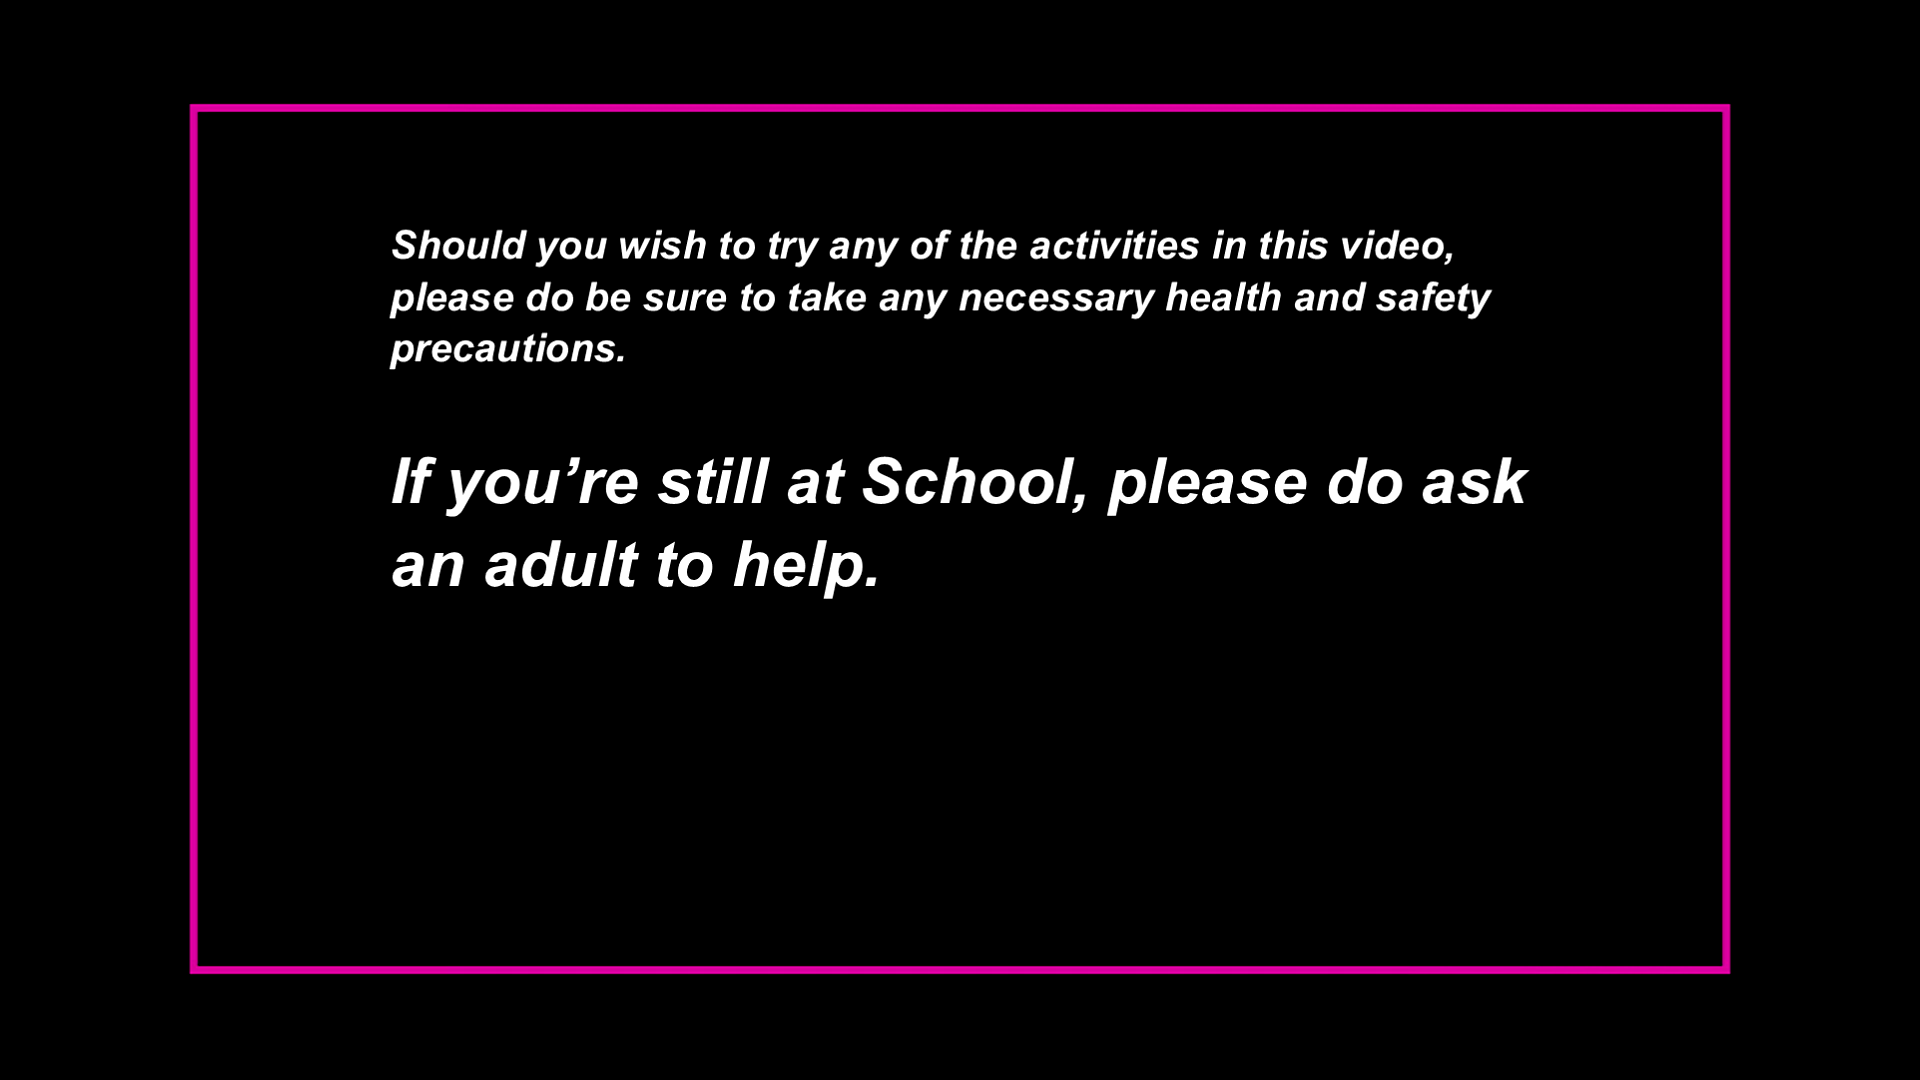 Should you wish to try any of the activities in this video,
please do be sure to take any necessary health and safety
precautions.
If you’re still at School, please do ask
an adult to help.